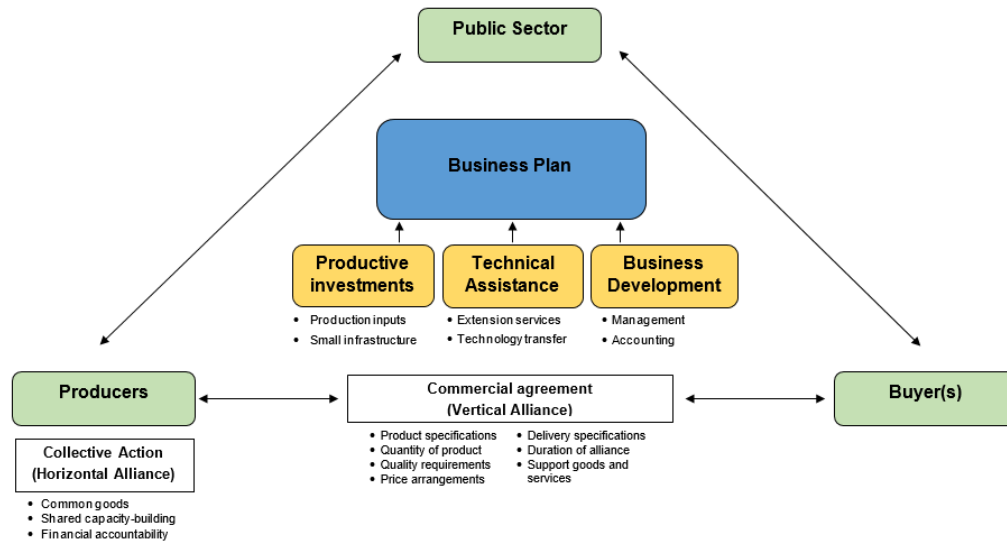 Public Sector
Business Plan
Productive
investments
Technical
Assistance
Business
Development
• Production inputs
• Small infrastructure
• Extension services
• Technology transfer
• Management
• Accounting
Producers
Commercial agreement
(Vertical Alliance)
Buyer(s)
• Product specifications
• Quantity of product
• Quality requirements
• Price arrangements
• Delivery specifications
• Duration of alliance
• Support goods and
services
Collective Action
(Horizontal Alliance)
• Common goods
• Shared capacity-building
• Financial accountability